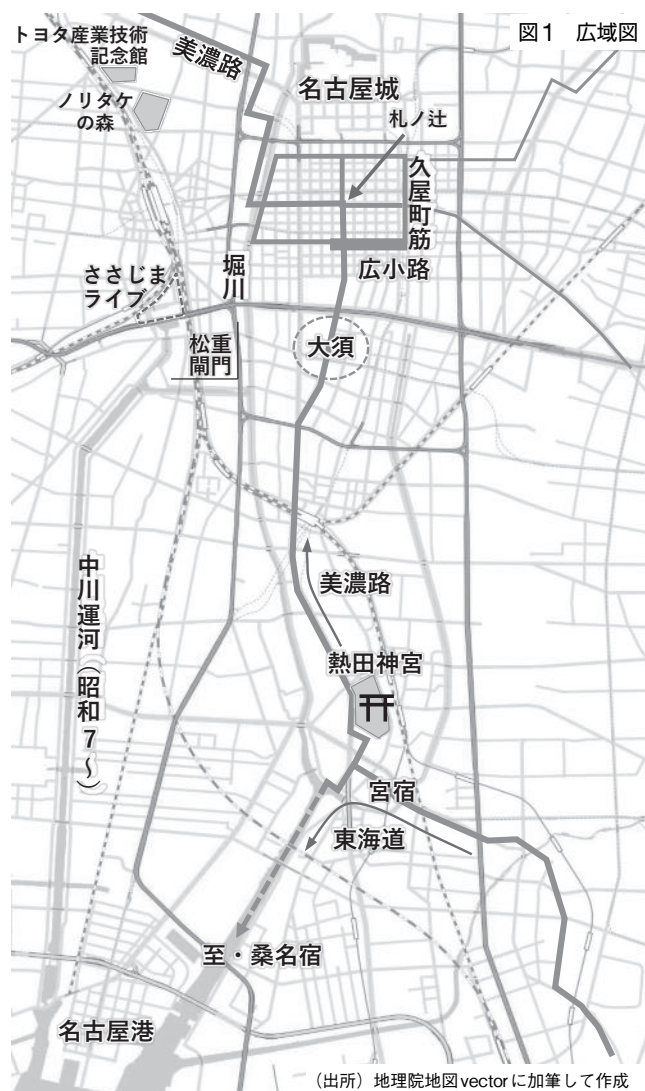 図1 広域図
トヨタ産業技術
記念館
美濃路
ノリタケ
の森
名古屋城
札ノ辻
久屋町筋
広小路
堀川
ささじま
ライブ
松重
閘門
大須
中川運河(昭和7~)
美濃路
熱田神宮
宮宿
東海道
至・桑名宿
名古屋港
(出所)地理院地図vectorに加筆して作成